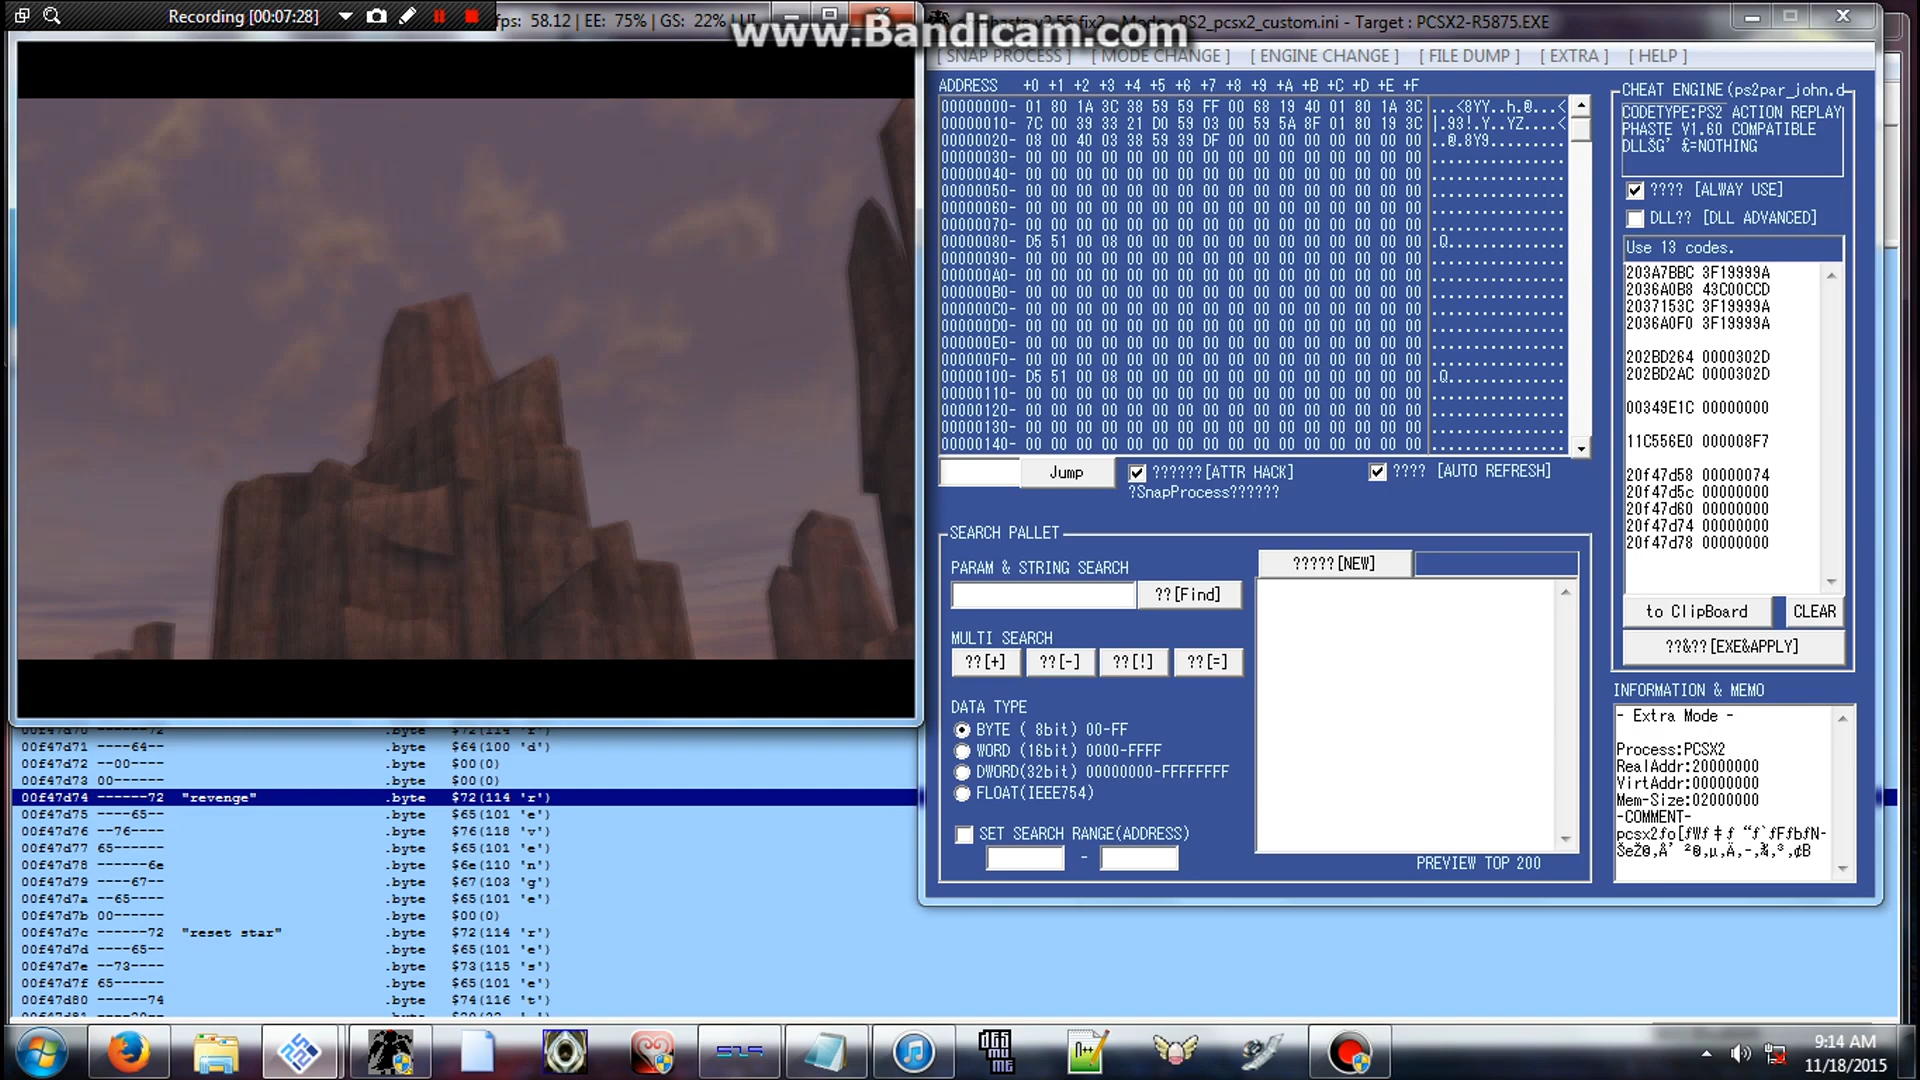 Recording [00:07:28]
fps: 58.12 | EE: 75% | GS: 22% | UI
www.Bandicam.com
v2.55 fix2 - Mode : PS2_pcsx2_custom.ini - Target : PCSX2-R5875.EXE
[ SNAP PROCESS ] [ MODE CHANGE ] [ ENGINE CHANGE ] [ FILE DUMP ] [ EXTRA ] [ HELP ]
ADDRESS +0 +1 +2 +3 +4 +5 +6 +7 +8 +9 +A +B +C +D +E +F
00000000- 01 80 1A 3C 38 59 59 FF 00 68 19 40 01 80 1A 3C ...<8YY..h.@...<
00000010- 7C 00 39 33 21 D0 59 03 00 59 5A 8F 01 80 19 3C |.93!.Y..YZ....<
00000020- 08 00 40 03 38 59 39 DF 00 00 00 00 00 00 00 00 ..@.8Y9.........
00000030- 00 00 00 00 00 00 00 00 00 00 00 00 00 00 00 00 ................
00000040- 00 00 00 00 00 00 00 00 00 00 00 00 00 00 00 00 ................
00000050- 00 00 00 00 00 00 00 00 00 00 00 00 00 00 00 00 ................
00000060- 00 00 00 00 00 00 00 00 00 00 00 00 00 00 00 00 ................
00000070- 00 00 00 00 00 00 00 00 00 00 00 00 00 00 00 00 ................
00000080- D5 51 00 08 00 00 00 00 00 00 00 00 00 00 00 00 .Q..............
00000090- 00 00 00 00 00 00 00 00 00 00 00 00 00 00 00 00 ................
000000A0- 00 00 00 00 00 00 00 00 00 00 00 00 00 00 00 00 ................
000000B0- 00 00 00 00 00 00 00 00 00 00 00 00 00 00 00 00 ................
000000C0- 00 00 00 00 00 00 00 00 00 00 00 00 00 00 00 00 ................
000000D0- 00 00 00 00 00 00 00 00 00 00 00 00 00 00 00 00 ................
000000E0- 00 00 00 00 00 00 00 00 00 00 00 00 00 00 00 00 ................
000000F0- 00 00 00 00 00 00 00 00 00 00 00 00 00 00 00 00 ................
00000100- D5 51 00 08 00 00 00 00 00 00 00 00 00 00 00 00 .Q..............
00000110- 00 00 00 00 00 00 00 00 00 00 00 00 00 00 00 00 ................
00000120- 00 00 00 00 00 00 00 00 00 00 00 00 00 00 00 00 ................
00000130- 00 00 00 00 00 00 00 00 00 00 00 00 00 00 00 00 ................
00000140- 00 00 00 00 00 00 00 00 00 00 00 00 00 00 00 00 ................
Jump
??????[ATTR HACK]
???? [AUTO REFRESH]
?SnapProcess??????
SEARCH PALLET
PARAM & STRING SEARCH
??[Find]
MULTI SEARCH
??[+] ??[-] ??[!] ??[=]
DATA TYPE
BYTE ( 8bit) 00-FF
WORD (16bit) 0000-FFFF
DWORD(32bit) 00000000-FFFFFFFF
FLOAT(IEEE754)
SET SEARCH RANGE(ADDRESS)
-
?????[NEW]
PREVIEW TOP 200
CHEAT ENGINE(ps2par_john.d
CODETYPE:PS2 ACTION REPLAY
PHASTE V1.60 COMPATIBLE
DLLŠG’ &=NOTHING
???? [ALWAY USE]
DLL?? [DLL ADVANCED]
Use 13 codes.
203A7BBC 3F19999A
2036A0B8 43C00CCD
2037153C 3F19999A
2036A0F0 3F19999A
202BD264 0000302D
202BD2AC 0000302D
00349E1C 00000000
11C556E0 000008F7
20f47d58 00000074
20f47d5c 00000000
20f47d60 00000000
20f47d74 00000000
20f47d78 00000000
to ClipBoard
CLEAR
??&??[EXE&APPLY]
INFORMATION & MEMO
- Extra Mode -
Process:PCSX2
RealAddr:20000000
VirtAddr:00000000
Mem-Size:02000000
-COMMENT-
00f47d70 ------72 .byte $72(114 'r')
00f47d71 ----64-- .byte $64(100 'd')
00f47d72 --00---- .byte $00(0)
00f47d73 00------ .byte $00(0)
00f47d74 ------72 "revenge" .byte $72(114 'r')
00f47d75 ----65-- .byte $65(101 'e')
00f47d76 --76---- .byte $76(118 'v')
00f47d77 65------ .byte $65(101 'e')
00f47d78 ------6e .byte $6e(110 'n')
00f47d79 ----67-- .byte $67(103 'g')
00f47d7a --65---- .byte $65(101 'e')
00f47d7b 00------ .byte $00(0)
00f47d7c ------72 "reset star" .byte $72(114 'r')
00f47d7d ----65-- .byte $65(101 'e')
00f47d7e --73---- .byte $73(115 's')
00f47d7f 65------ .byte $65(101 'e')
00f47d80 ------74 .byte $74(116 't')
9:14 AM
11/18/2015